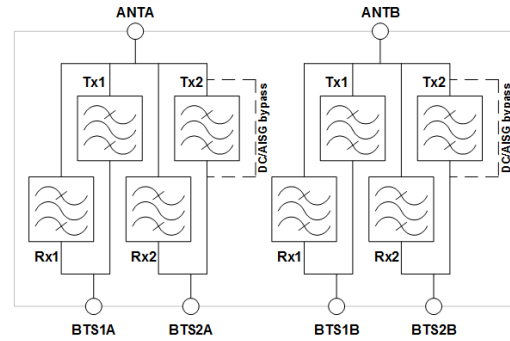 ANTA
ANTB
Tx1
Tx2
DC/AISG bypass
Tx1
Tx2
DC/AISG bypass
Rx1
Rx2
Rx1
Rx2
BTS1A
BTS2A
BTS1B
BTS2B